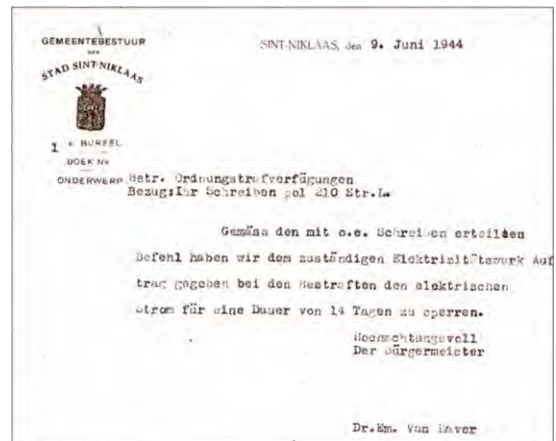 GEMEENTEBESTUUR
DER
STAD SINT-NIKLAAS
SINT-NIKLAAS, den 9. Juni 1944
1 e BUREEL
BOEK Nr
ONDERWERP Betr. Ordnungstrafverfügungen
Bezug:Ihr Schreiben pol 210 Str.L.
Gemäss den mit o.e. Schreiben erteilten
Befehl haben wir dem zuständigen Elektrizitätswerk Auf
trag gegeben bei den Bestraften den elektrischen
Strom für eine Dauer von 14 Tagen zu sperren.
Hochachtungsvoll
Der Bürgermeister
Dr.Em. Van Haver